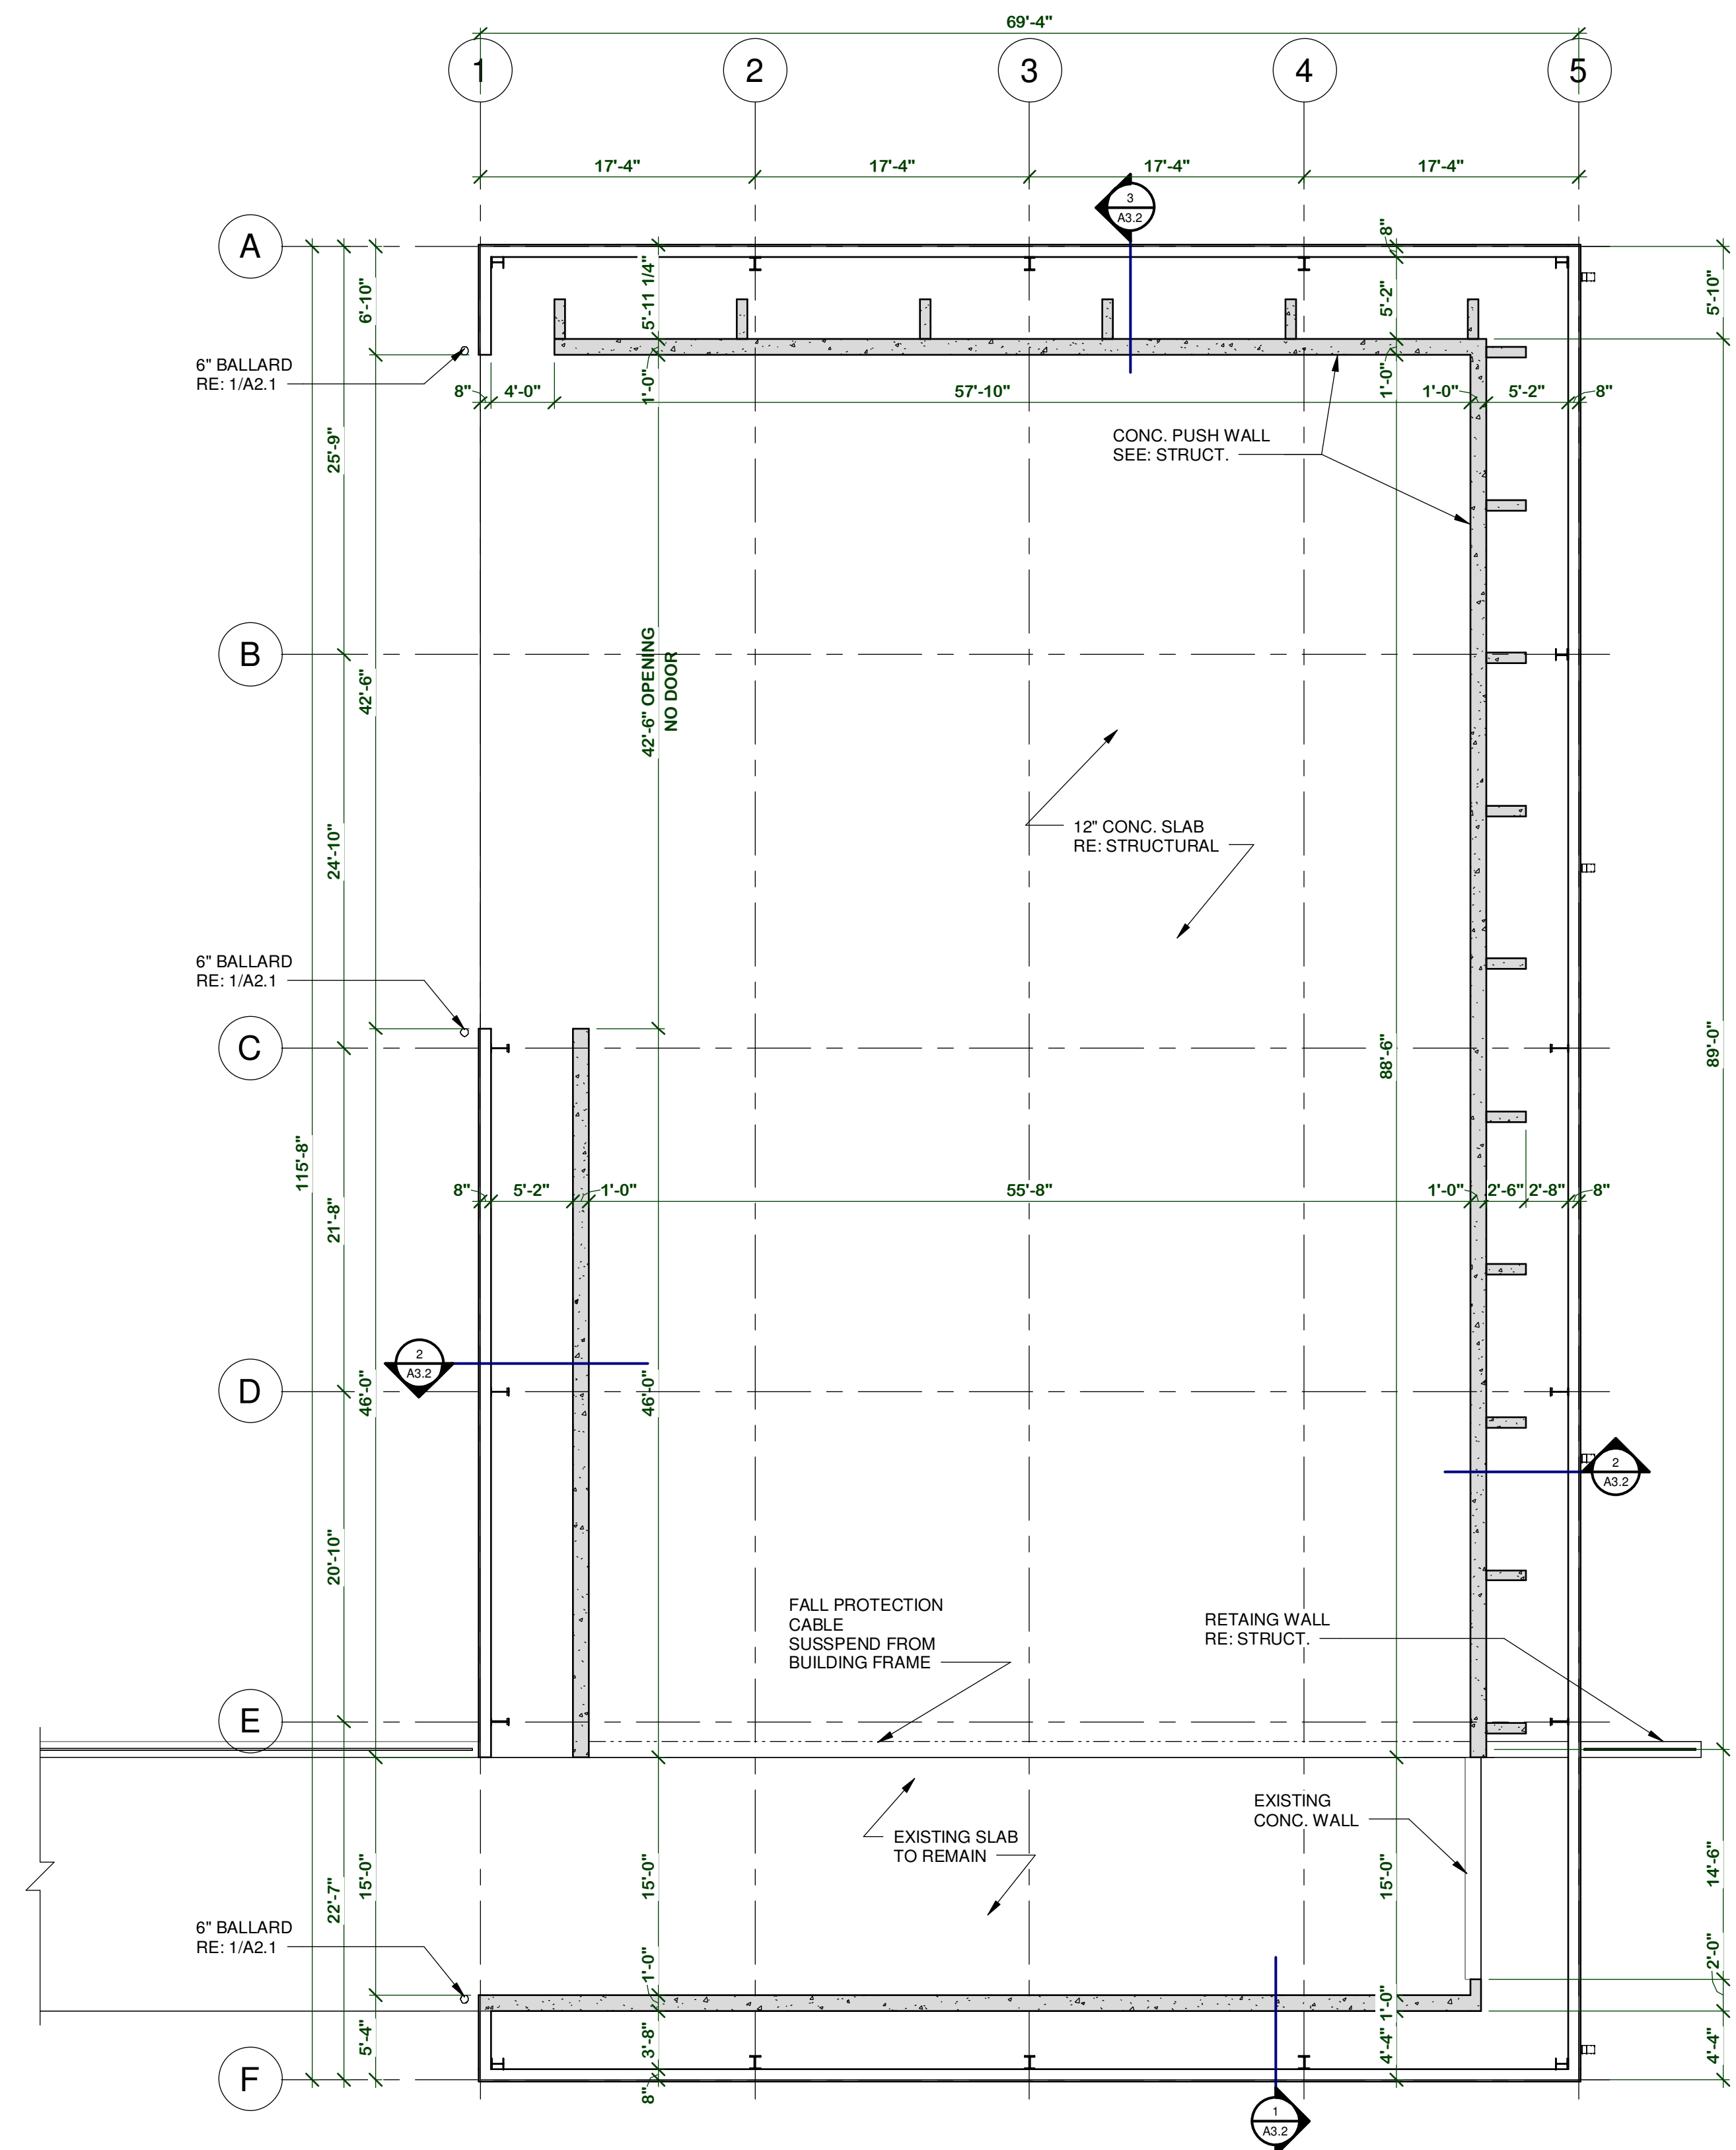 69'-4"
1
2
3
4
5
17'-4"
17'-4"
17'-4"
17'-4"
3
A3.2
A
6'-10"
5'-11 1/4"
8"
5'-2"
5'-10"
6" BALLARD
RE: 1/A2.1
1'-0"
1'-0"
8"
4'-0"
57'-10"
1'-0"
5'-2"
8"
CONC. PUSH WALL
SEE: STRUCT.
25'-9"
B
42'-6"
42'-6" OPENING
NO DOOR
12" CONC. SLAB
RE: STRUCTURAL
24'-10"
6" BALLARD
RE: 1/A2.1
C
88'-6"
89'-0"
115'-8"
21'-8"
8"
5'-2"
1'-0"
55'-8"
1'-0"
2'-6"
2'-8"
8"
2
A3.2
D
46'-0"
46'-0"
2
A3.2
20'-10"
FALL PROTECTION
CABLE
SUSSPEND FROM
BUILDING FRAME
RETAING WALL
RE: STRUCT.
E
EXISTING
CONC. WALL
EXISTING SLAB
TO REMAIN
22'-7"
15'-0"
15'-0"
15'-0"
14'-6"
6" BALLARD
RE: 1/A2.1
1'-0"
1'-0"
2'-0"
5'-4"
3'-8"
4'-4"
4'-4"
F
8"
1
A3.2